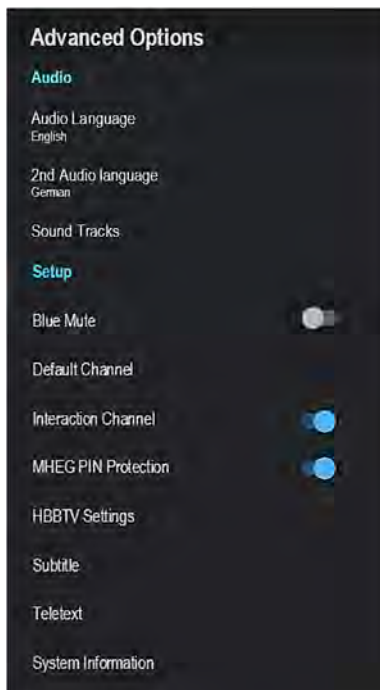 Advanced Options
Audio
Audio Language
English
2nd Audio language
German
Sound Tracks
Setup
Blue Mute
Default Channel
Interaction Channel
MHEG PIN Protection
HBBTV Settings
Subtitle
Teletext
System Information